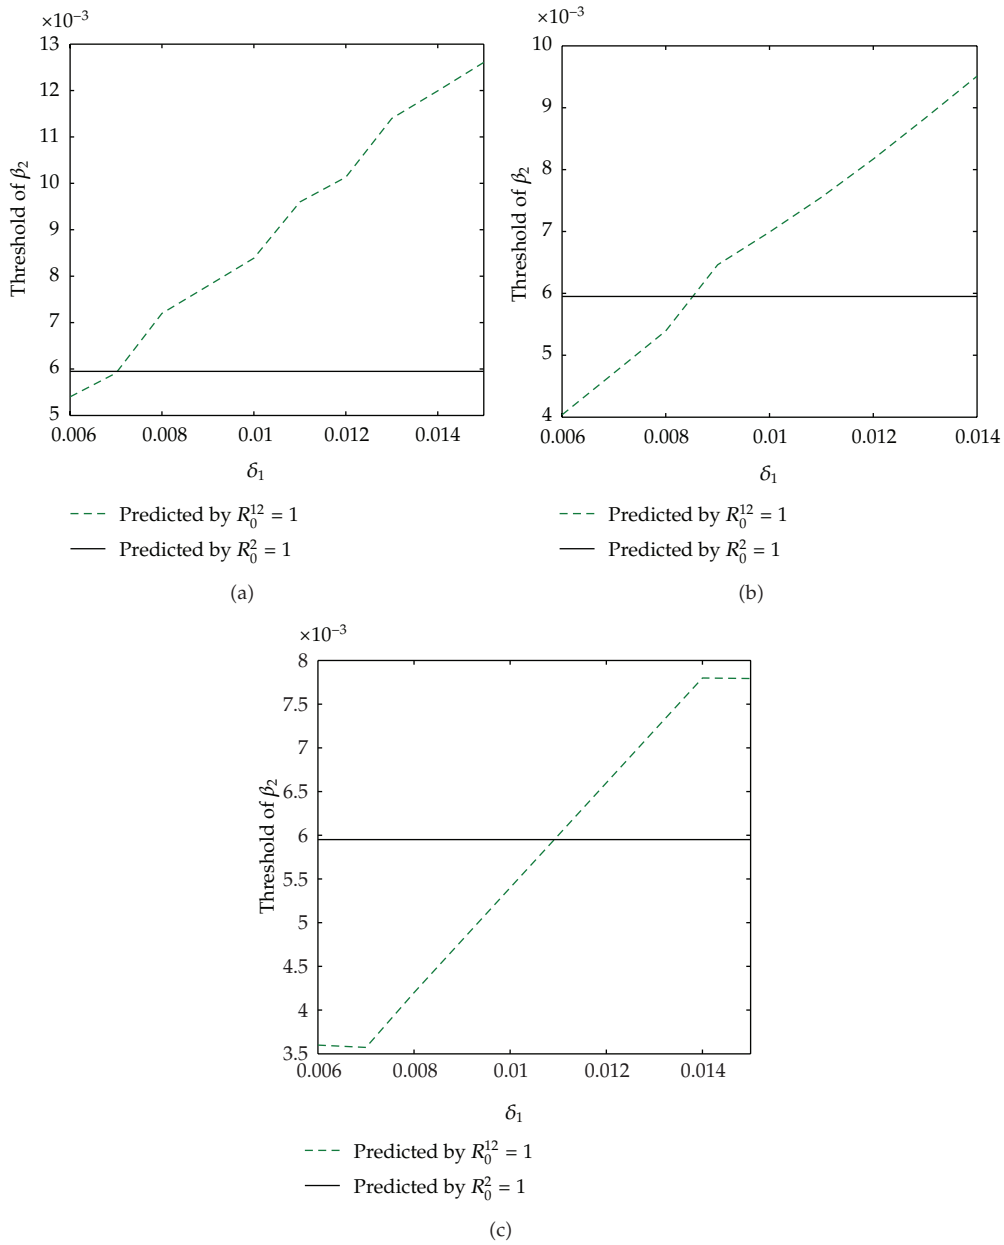 ×10⁻³
13
12
11
10
9
8
7
6
5
Threshold of β₂
0.006 0.008 0.01 0.012 0.014
δ₁
Predicted by R₀¹² = 1
Predicted by R₀² = 1
(a)
×10⁻³
10
9
8
7
6
5
4
Threshold of β₂
0.006 0.008 0.01 0.012 0.014
δ₁
Predicted by R₀¹² = 1
Predicted by R₀² = 1
(b)
×10⁻³
8
7.5
7
6.5
6
5.5
5
4.5
4
3.5
Threshold of β₂
0.006 0.008 0.01 0.012 0.014
δ₁
Predicted by R₀¹² = 1
Predicted by R₀² = 1
(c)